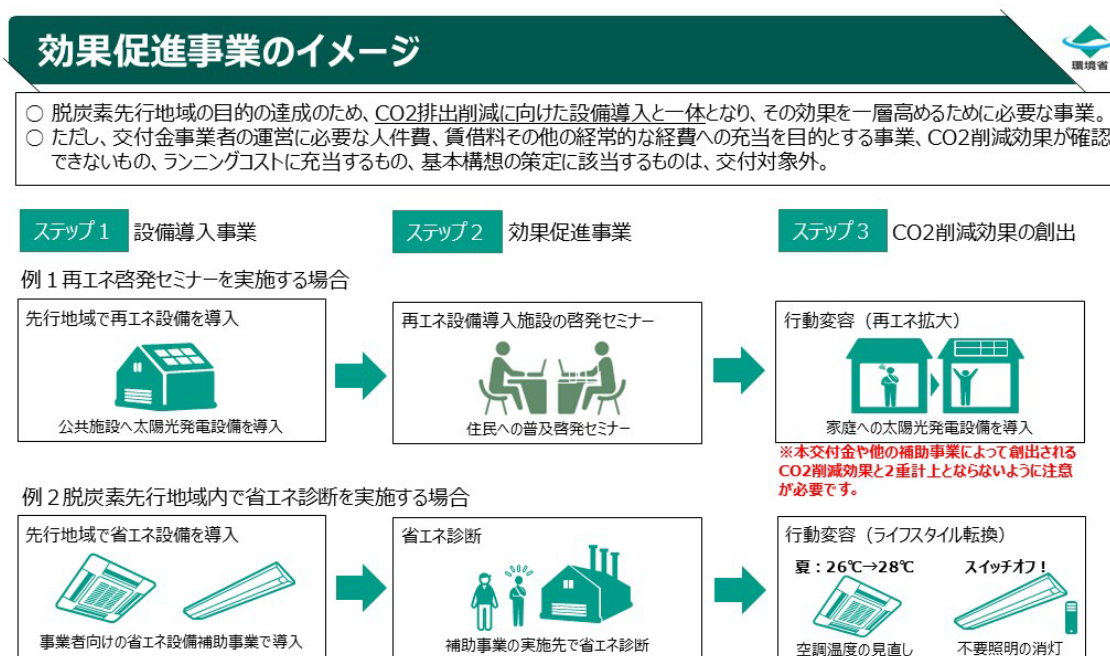 効果促進事業のイメージ
環境省
○ 脱炭素先行地域の目的の達成のため、CO2排出削減に向けた設備導入と一体となり、その効果を一層高めるために必要な事業。
○ ただし、交付金事業者の運営に必要な人件費、賃借料その他の経常的な経費への充当を目的とする事業、CO2削減効果が確認
できないもの、ランニングコストに充当するもの、基本構想の策定に該当するものは、交付対象外。
ステップ1 設備導入事業
ステップ2 効果促進事業
ステップ3 CO2削減効果の創出
例1再エネ啓発セミナーを実施する場合
先行地域で再エネ設備を導入
公共施設へ太陽光発電設備を導入
再エネ設備導入施設の啓発セミナー
住民への普及啓発セミナー
行動変容(再エネ拡大)
家庭への太陽光発電設備を導入
※本交付金や他の補助事業によって創出される
CO2削減効果と2重計上とならないように注意
が必要です。
例2脱炭素先行地域内で省エネ診断を実施する場合
先行地域で省エネ設備を導入
事業者向けの省エネ設備補助事業で導入
省エネ診断
補助事業の実施先で省エネ診断
行動変容(ライフスタイル転換)
夏:26℃→28℃ スイッチオフ!
空調温度の見直し 不要照明の消灯